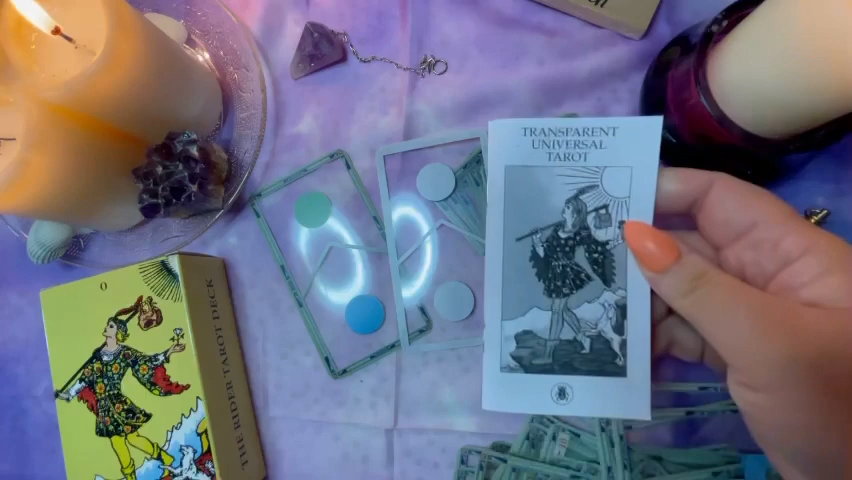 TRANSPARENT
UNIVERSAL
TAROT
0
THE RIDER TAROT DECK